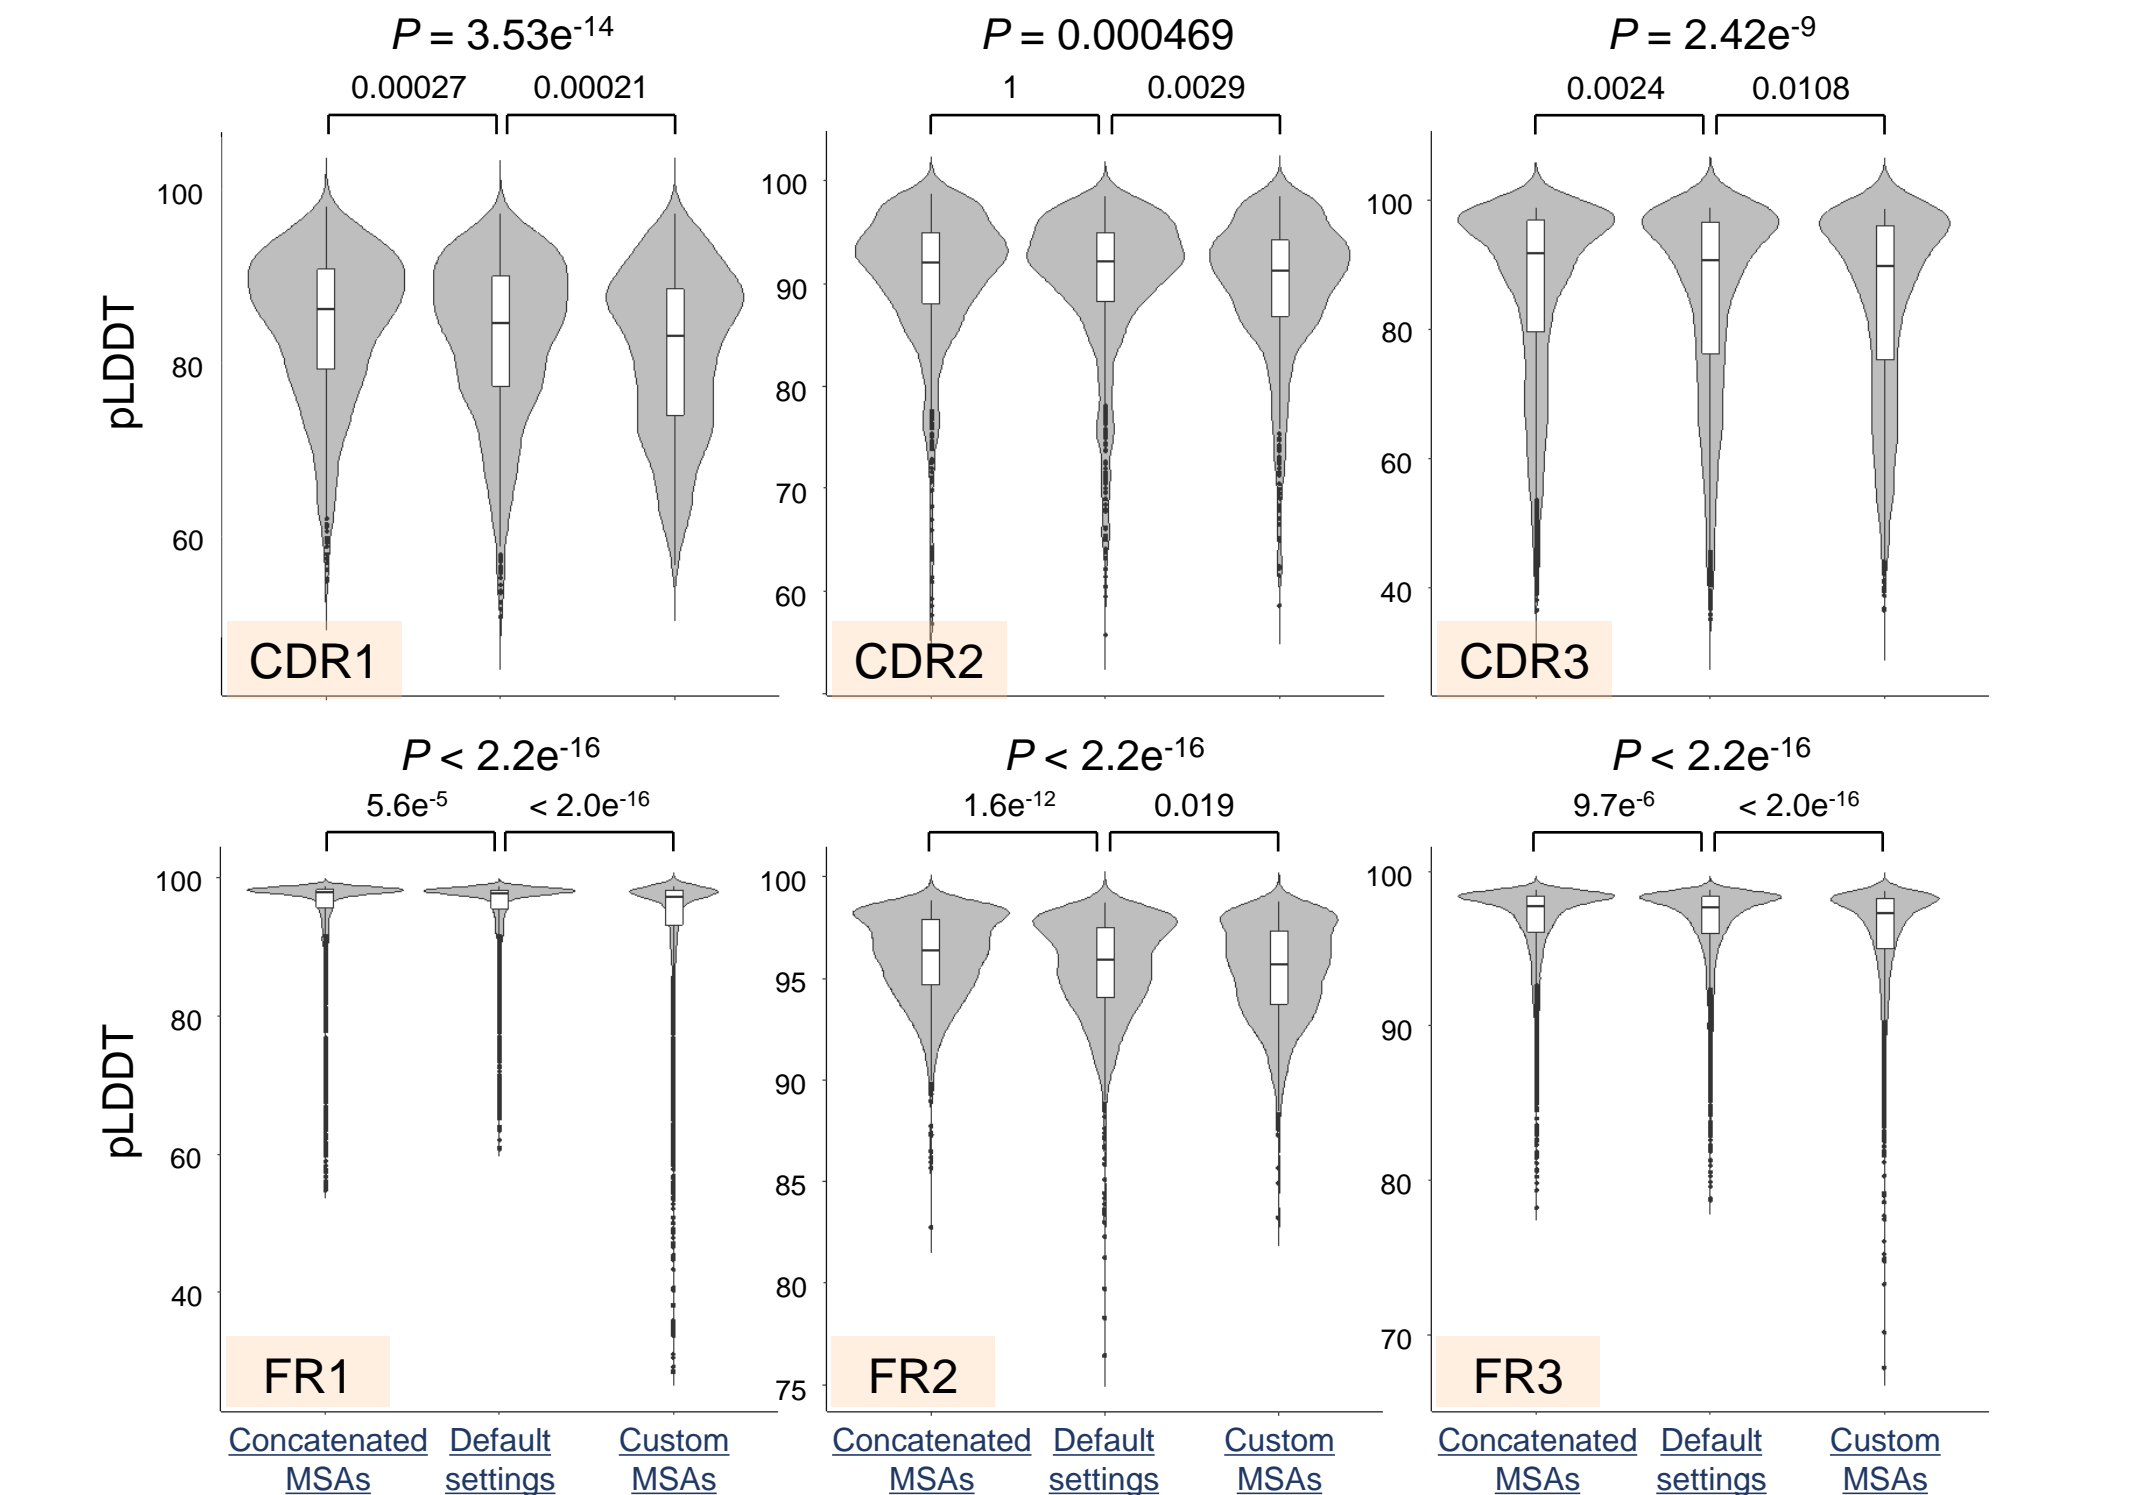 P = 3.53e-14 P = 0.000469 P = 2.42e-9
0.00027 0.00021 1 0.0029 0.0024 0.0108
pLDDT
100
80
60
CDR1
100
90
80
70
60
CDR2
100
80
60
40
CDR3
P < 2.2e-16 P < 2.2e-16 P < 2.2e-16
5.6e-5 < 2.0e-16 1.6e-12 0.019 9.7e-6 < 2.0e-16
pLDDT
100
80
60
40
FR1
100
95
90
85
80
75
FR2
100
90
80
70
FR3
Concatenated Default Custom Concatenated Default Custom Concatenated Default Custom
MSAs settings MSAs MSAs settings MSAs MSAs settings MSAs